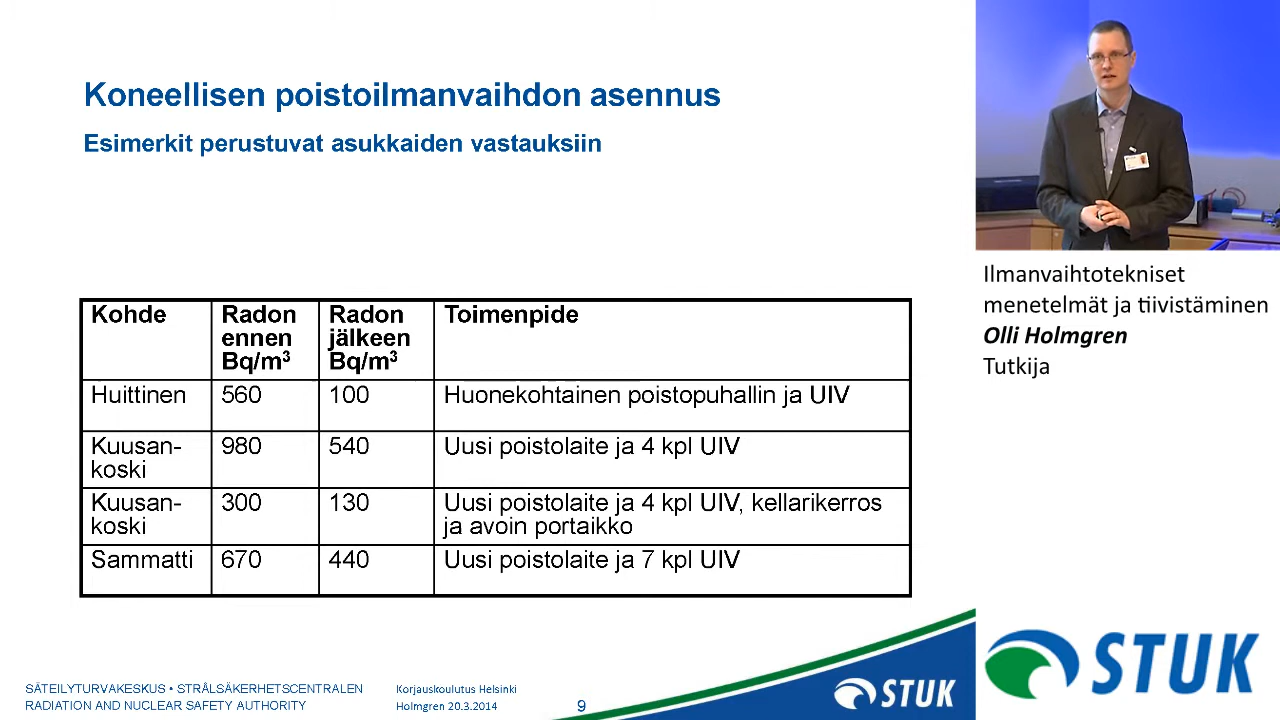 Koneellisen poistoilmanvaihdon asennus
Esimerkit perustuvat asukkaiden vastauksiin
Kohde
Radon
ennen
Bq/m³
Radon
jälkeen
Bq/m³
Toimenpide
Huittinen
560
100
Huonekohtainen poistopuhallin ja UIV
Kuusan-
koski
980
540
Uusi poistolaite ja 4 kpl UIV
Kuusan-
koski
300
130
Uusi poistolaite ja 4 kpl UIV, kellarikerros
ja avoin portaikko
Sammatti
670
440
Uusi poistolaite ja 7 kpl UIV
Ilmanvaihtotekniset
menetelmät ja tiivistäminen
Olli Holmgren
Tutkija
SÄTEILYTURVAKESKUS • STRÅLSÄKERHETSCENTRALEN
RADIATION AND NUCLEAR SAFETY AUTHORITY
Korjauskoulutus Helsinki
Holmgren 20.3.2014
9
STUK
STUK